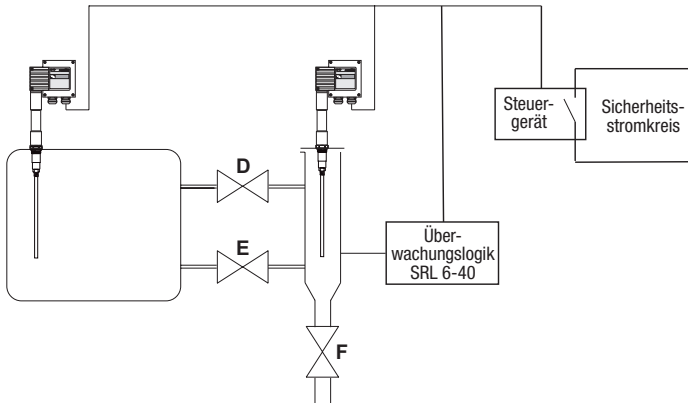 Steuer-
gerät
Sicherheits-
stromkreis
D
E
Über-
wachungslogik
SRL 6-40
F